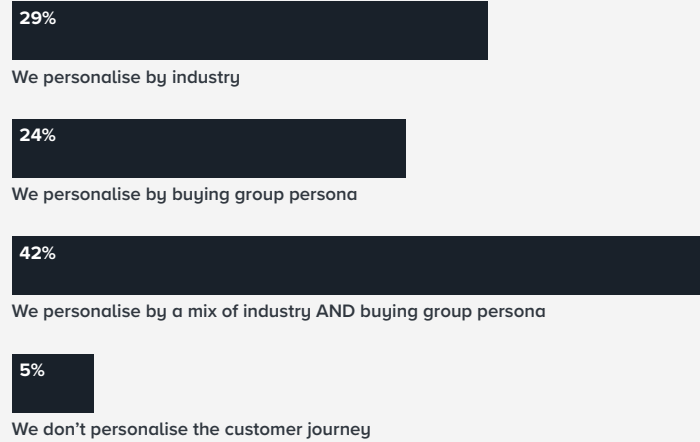 29%
We personalise by industry
24%
We personalise by buying group persona
42%
We personalise by a mix of industry AND buying group persona
5%
We don’t personalise the customer journey